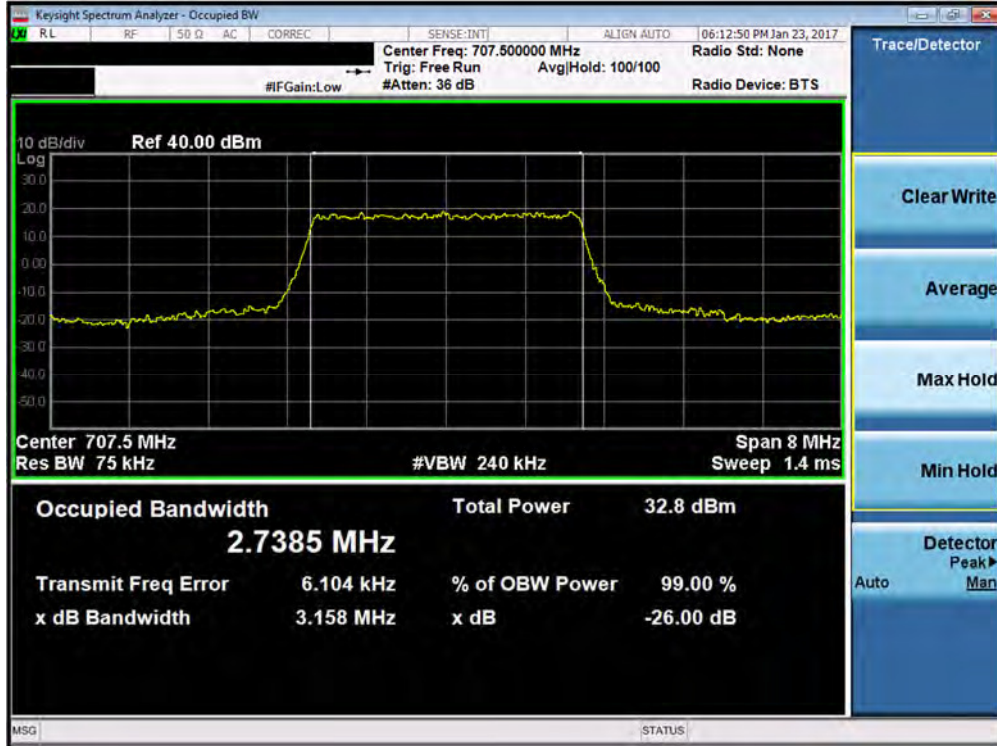 Keysight Spectrum Analyzer - Occupied BW
LXI RL RF 50 Ω AC CORREC SENSE:INT ALIGN AUTO 06:12:50 PM Jan 23, 2017
Center Freq: 707.500000 MHz Radio Std: None
Trig: Free Run Avg|Hold: 100/100
#IFGain:Low #Atten: 36 dB Radio Device: BTS
10 dB/div Ref 40.00 dBm
Log
30.0
20.0
10.0
0.00
-10.0
-20.0
-30.0
-40.0
-50.0
Center 707.5 MHz Span 8 MHz
Res BW 75 kHz #VBW 240 kHz Sweep 1.4 ms
Occupied Bandwidth Total Power 32.8 dBm
2.7385 MHz
Transmit Freq Error 6.104 kHz % of OBW Power 99.00 %
x dB Bandwidth 3.158 MHz x dB -26.00 dB
MSG STATUS
Trace/Detector
Clear Write
Average
Max Hold
Min Hold
Detector
Peak▶
Auto Man